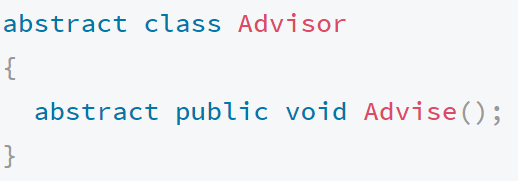 abstract class Advisor
{
  abstract public void Advise();
}